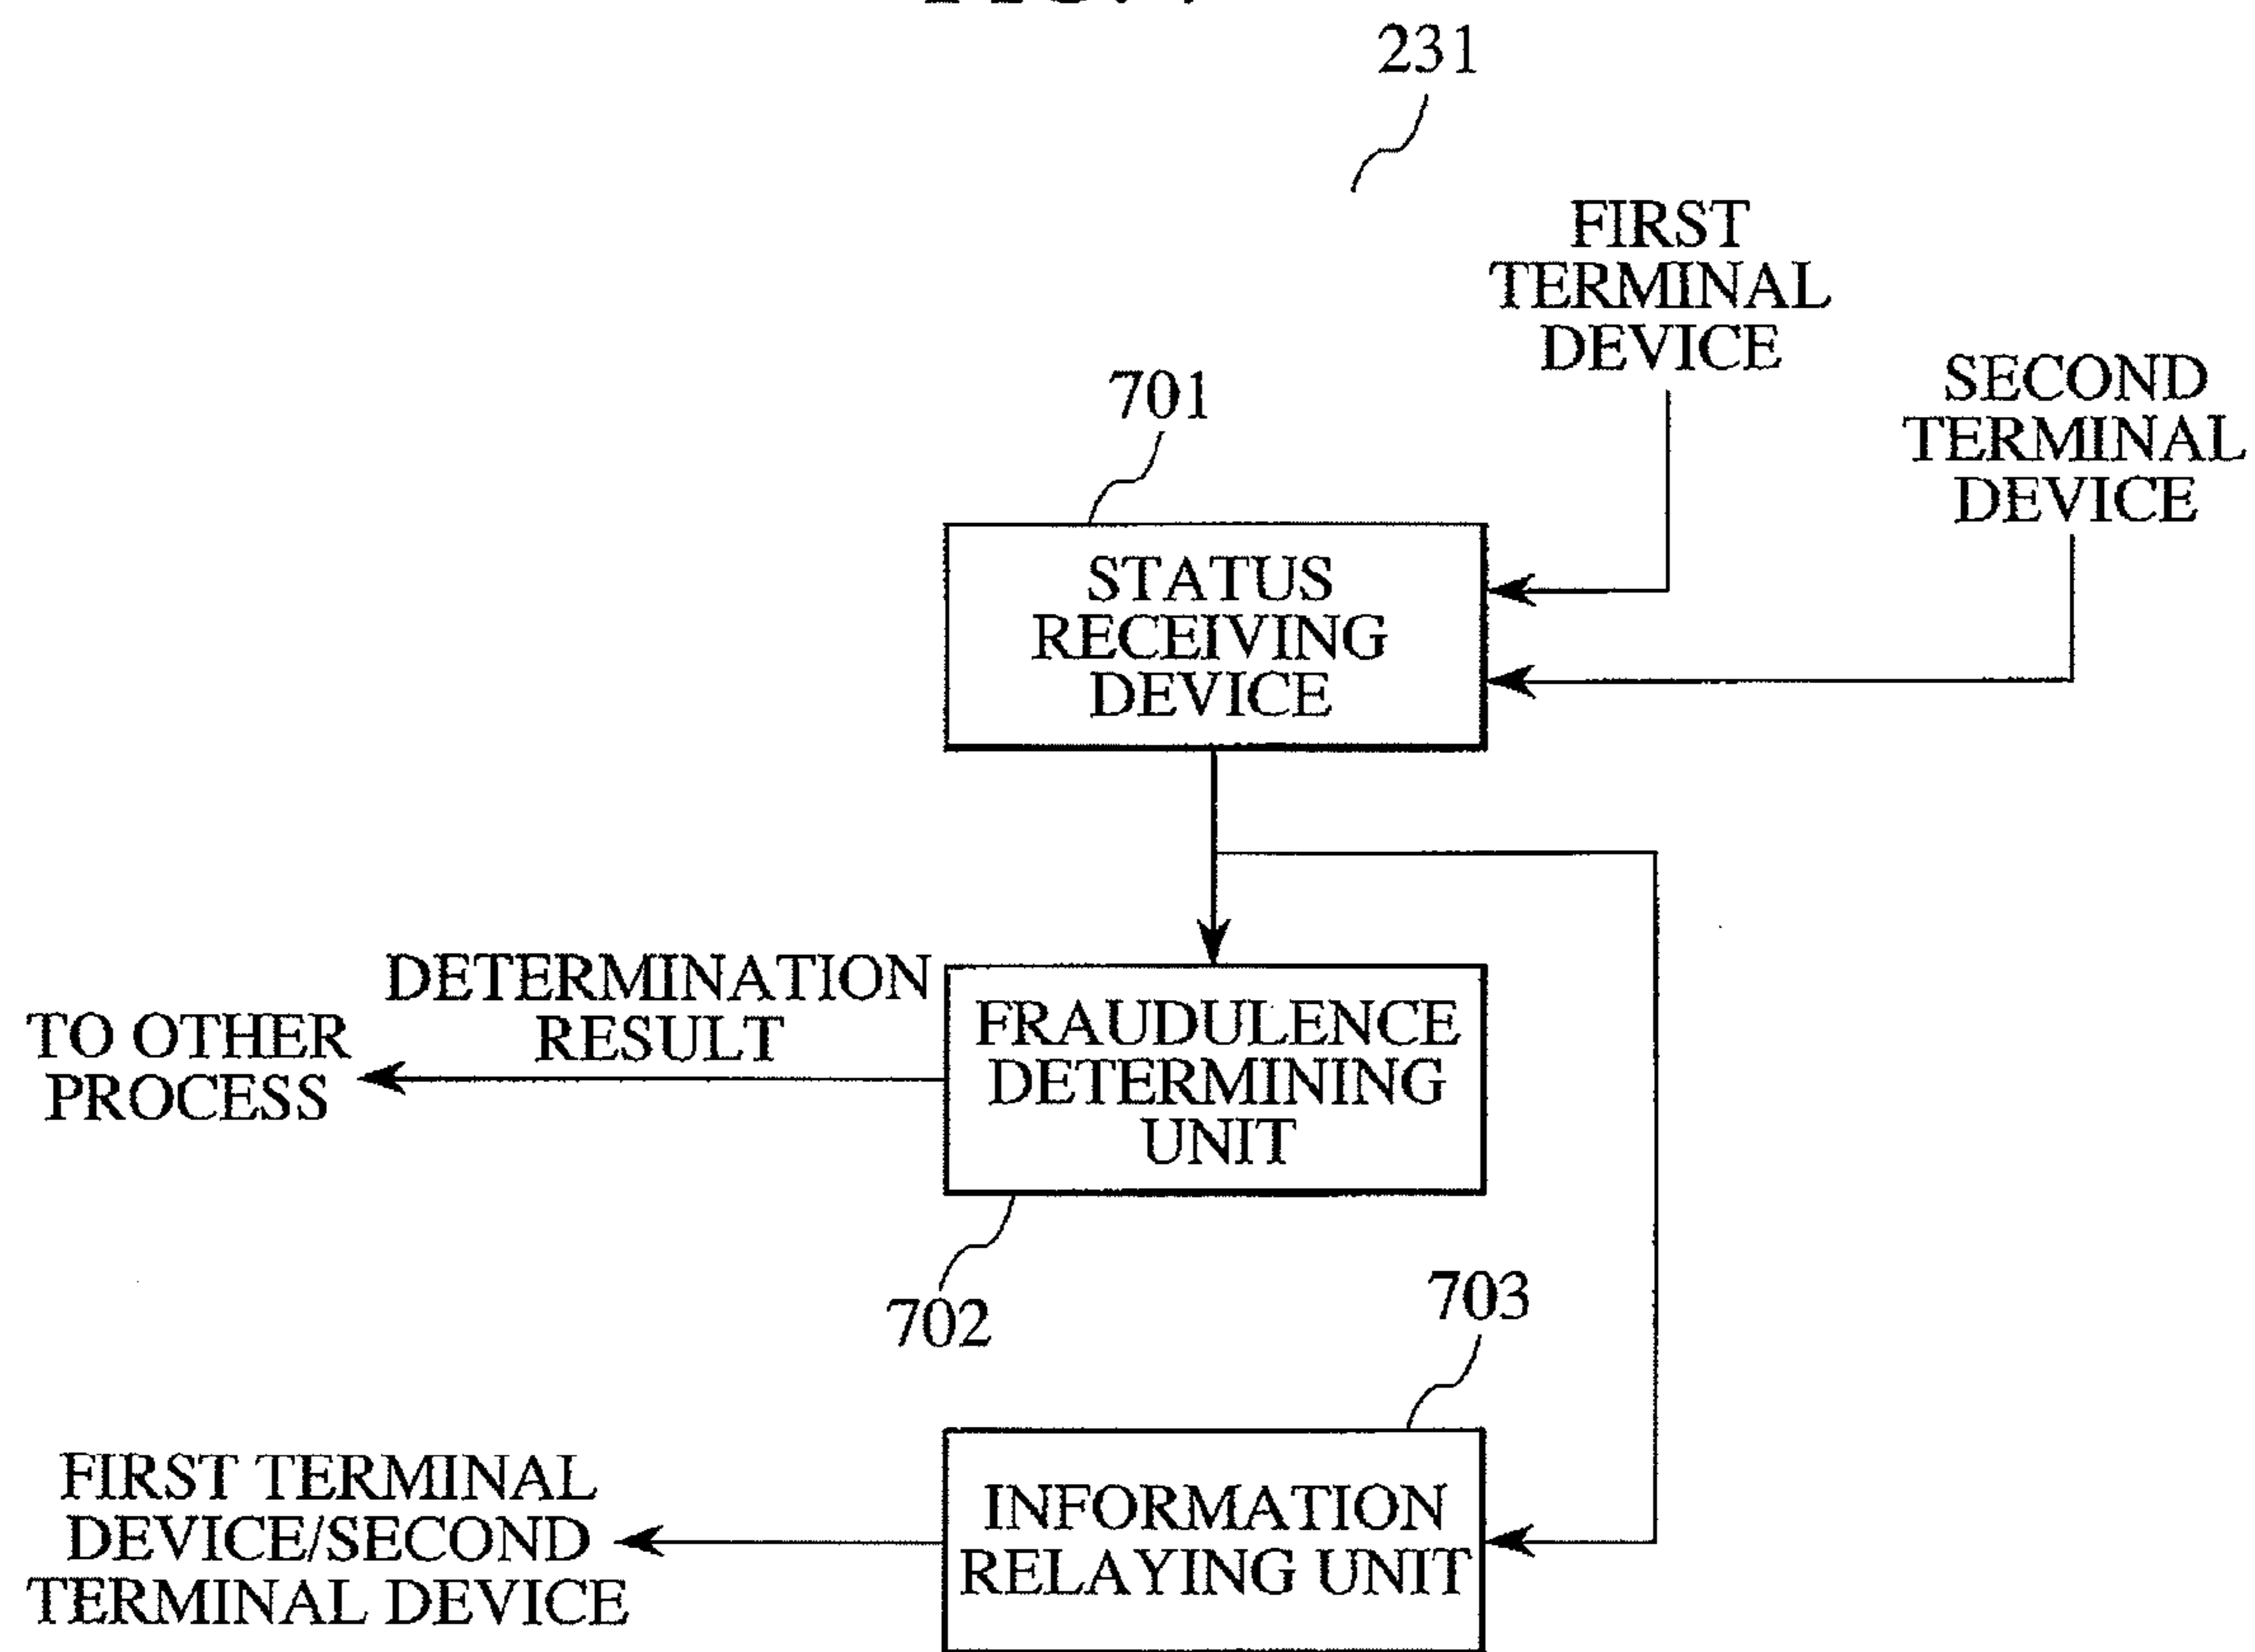 231
FIRST
TERMINAL
DEVICE
SECOND
TERMINAL
DEVICE
701
STATUS
RECEIVING
DEVICE
DETERMINATION
RESULT
TO OTHER
PROCESS
FRAUDULENCE
DETERMINING
UNIT
702
703
INFORMATION
RELAYING UNIT
FIRST TERMINAL
DEVICE/SECOND
TERMINAL DEVICE